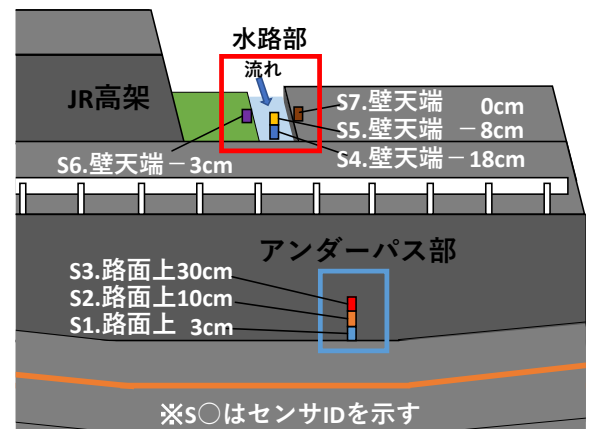 水路部
流れ
JR高架
S7.壁天端 0cm
S5.壁天端 －8cm
S6.壁天端－3cm
S4.壁天端－18cm
アンダーパス部
S3.路面上30cm
S2.路面上10cm
S1.路面上 3cm
※S○はセンサIDを示す